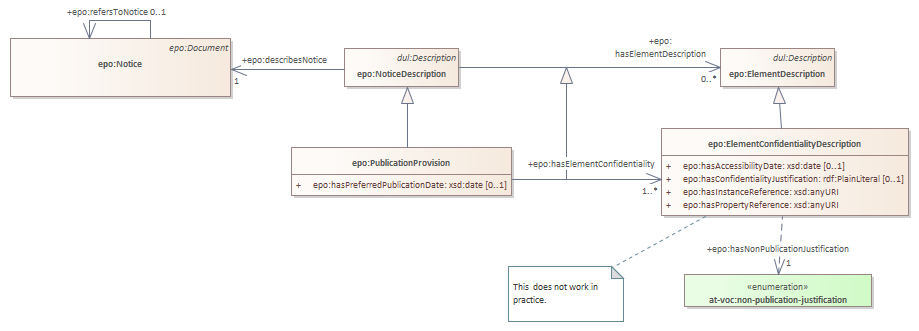 +epo:refersToNotice 0..1
epo:Document
epo:Notice
+epo:describesNotice
1
dul:Description
epo:NoticeDescription
+epo:
hasElementDescription
0..*
dul:Description
epo:ElementDescription
epo:PublicationProvision
+ epo:hasPreferredPublicationDate: xsd:date [0..1]
+epo:hasElementConfidentiality
1..*
epo:ElementConfidentialityDescription
+ epo:hasAccessibilityDate: xsd:date [0..1]
+ epo:hasConfidentialityJustification: rdf:PlainLiteral [0..1]
+ epo:hasInstanceReference: xsd:anyURI
+ epo:hasPropertyReference: xsd:anyURI
+epo:hasNonPublicationJustification
1
This does not work in
practice.
«enumeration»
at-voc:non-publication-justification